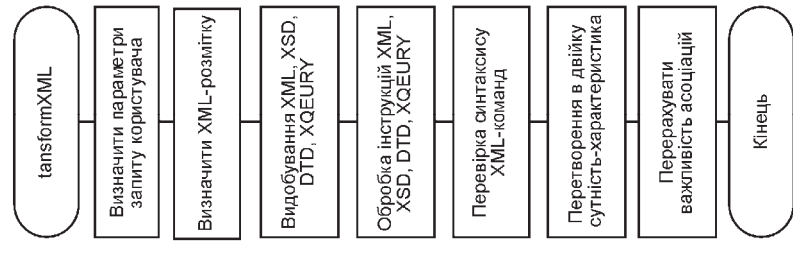 tansformXML
Визначити параметри
запиту користувача
Визначити XML-розмітку
Видобування XML, XSD,
DTD, XQEURY
Обробка інструкцій XML,
XSD, DTD, XQEURY
Перевірка синтаксису
XML-команд
Перетворення в двійку
сутність-характеристика
Перерахувати
важливість асоціацій
Кінець